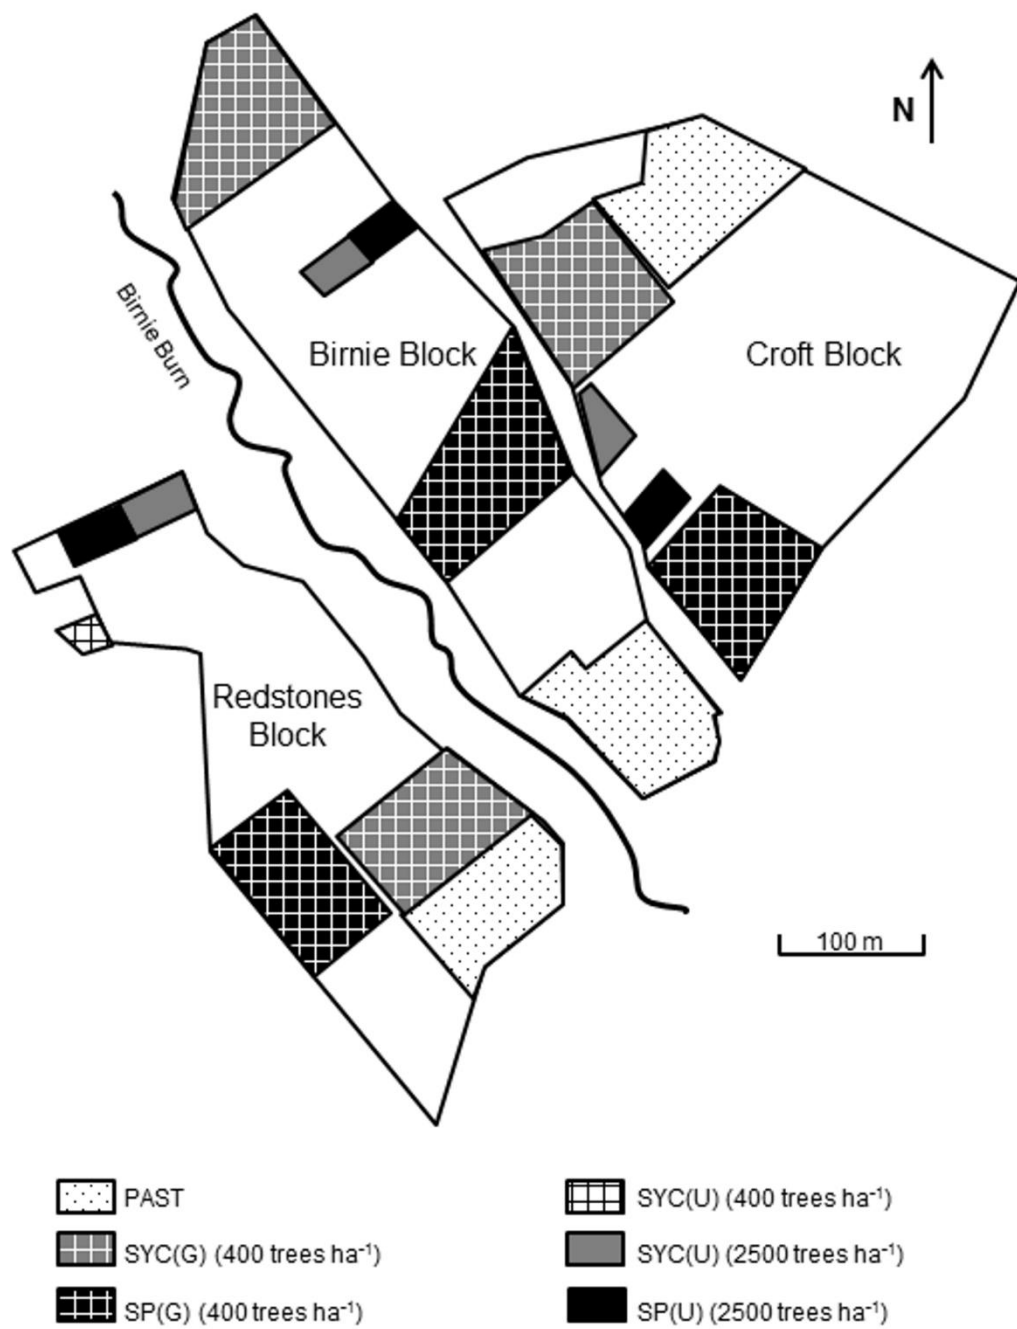 N
Birnie Burn
Birnie Block
Croft Block
Redstones
Block
100 m
PAST
SYC(G) (400 trees ha⁻¹)
SP(G) (400 trees ha⁻¹)
SYC(U) (400 trees ha⁻¹)
SYC(U) (2500 trees ha⁻¹)
SP(U) (2500 trees ha⁻¹)